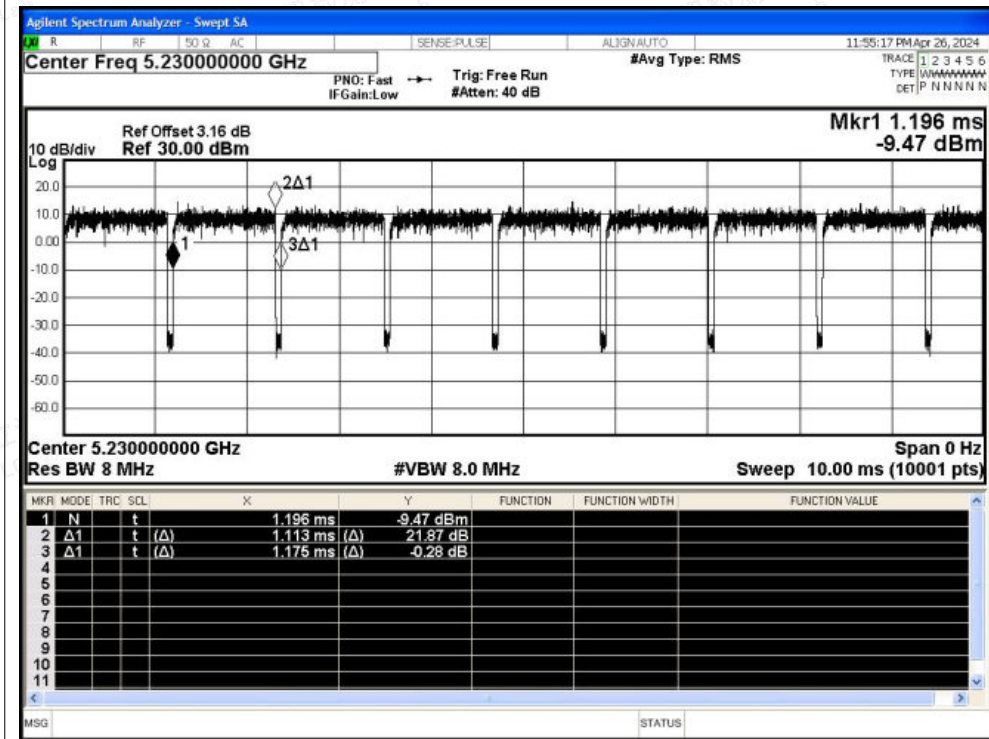 Agilent Spectrum Analyzer - Swept SA
LXI R RF 50 Ω AC SENSE:PULSE ALIGN AUTO 11:55:17 PM Apr 26, 2024
Center Freq 5.230000000 GHz #Avg Type: RMS TRACE 1 2 3 4 5 6
PNO: Fast Trig: Free Run TYPE WWWWWW
IFGain:Low #Atten: 40 dB DET P N N N N N
Mkr1 1.196 ms
Ref Offset 3.16 dB
10 dB/div Ref 30.00 dBm -9.47 dBm
Log
20.0
2Δ1
10.0
0.00
1
3Δ1
-10.0
-20.0
-30.0
-40.0
-50.0
-60.0
Center 5.230000000 GHz Span 0 Hz
Res BW 8 MHz #VBW 8.0 MHz Sweep 10.00 ms (10001 pts)
MKR MODE TRC SCL X Y FUNCTION FUNCTION WIDTH FUNCTION VALUE
1 N t 1.196 ms -9.47 dBm
2 Δ1 t (Δ) 1.113 ms (Δ) 21.87 dB
3 Δ1 t (Δ) 1.175 ms (Δ) -0.28 dB
4
5
6
7
8
9
10
11
MSG STATUS